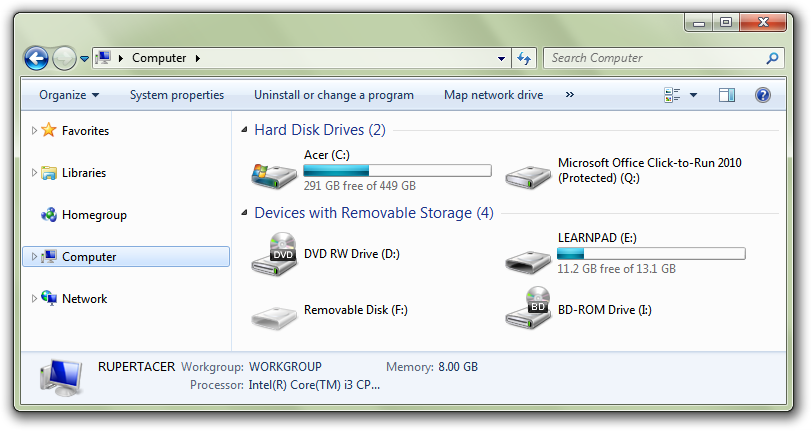 Computer
Search Computer
Organize
System properties
Uninstall or change a program
Map network drive
»
Favorites
Libraries
Homegroup
Computer
Network
Hard Disk Drives (2)
Acer (C:)
291 GB free of 449 GB
Microsoft Office Click-to-Run 2010
(Protected) (Q:)
Devices with Removable Storage (4)
DVD
DVD RW Drive (D:)
LEARNPAD (E:)
11.2 GB free of 13.1 GB
Removable Disk (F:)
BD
BD-ROM Drive (I:)
RUPERTACER Workgroup: WORKGROUP Memory: 8.00 GB
Processor: Intel(R) Core(TM) i3 CP...